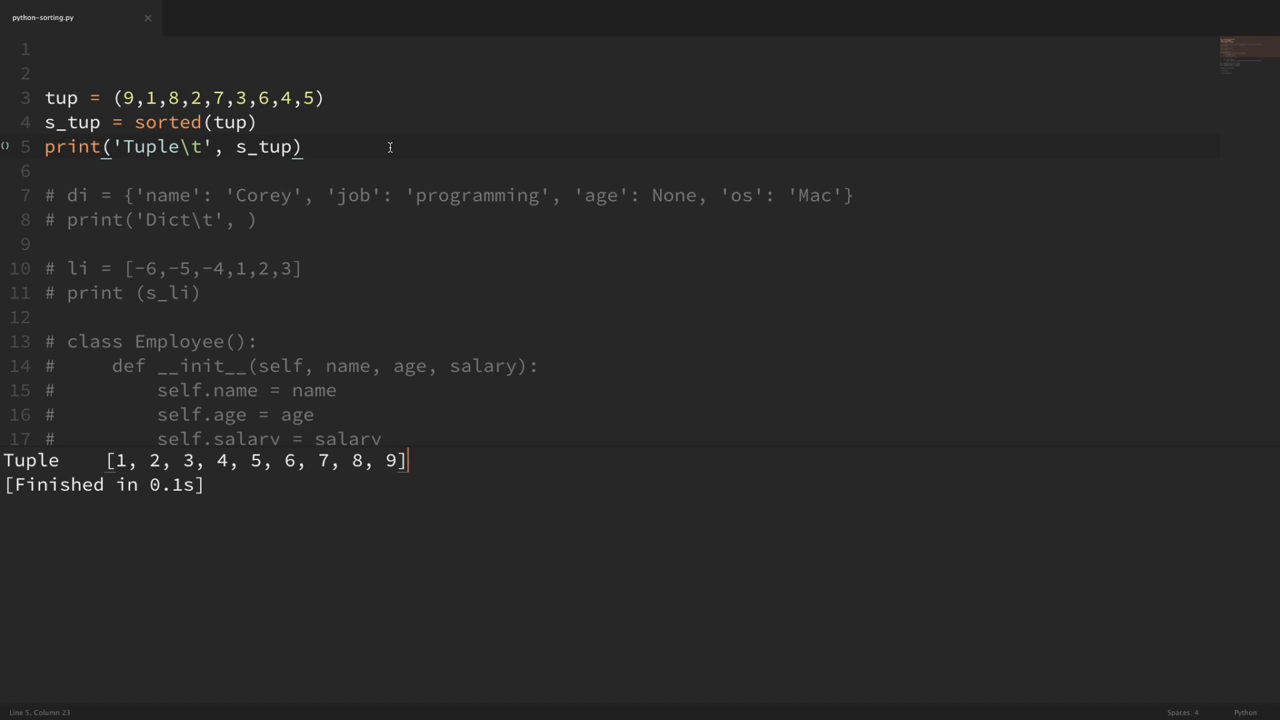 python-sorting.py ×
1
2
3 tup = (9,1,8,2,7,3,6,4,5)
4 s_tup = sorted(tup)
5 print('Tuple\t', s_tup)
6
7 # di = {'name': 'Corey', 'job': 'programming', 'age': None, 'os': 'Mac'}
8 # print('Dict\t', )
9
10 # li = [-6,-5,-4,1,2,3]
11 # print (s_li)
12
13 # class Employee():
14 #     def __init__(self, name, age, salary):
15 #         self.name = name
16 #         self.age = age
17 #         self.salary = salary
Tuple    [1, 2, 3, 4, 5, 6, 7, 8, 9]
[Finished in 0.1s]
Line 5, Column 23 Spaces: 4 Python